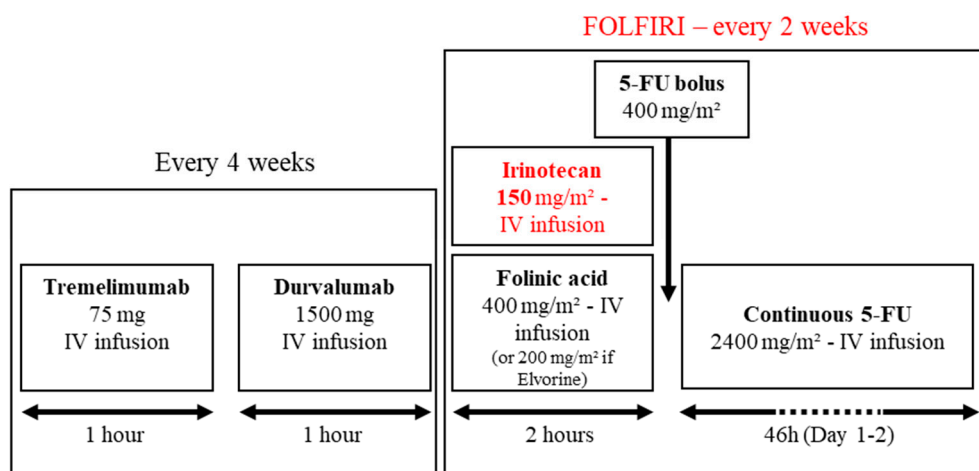 FOLFIRI – every 2 weeks
5-FU bolus
400 mg/m²
Every 4 weeks
Irinotecan
150 mg/m² -
IV infusion
Tremelimumab
75 mg
IV infusion
Durvalumab
1500 mg
IV infusion
Folinic acid
400 mg/m² - IV
infusion
(or 200 mg/m² if
Elvorine)
Continuous 5-FU
2400 mg/m² - IV infusion
1 hour
1 hour
2 hours
46h (Day 1-2)